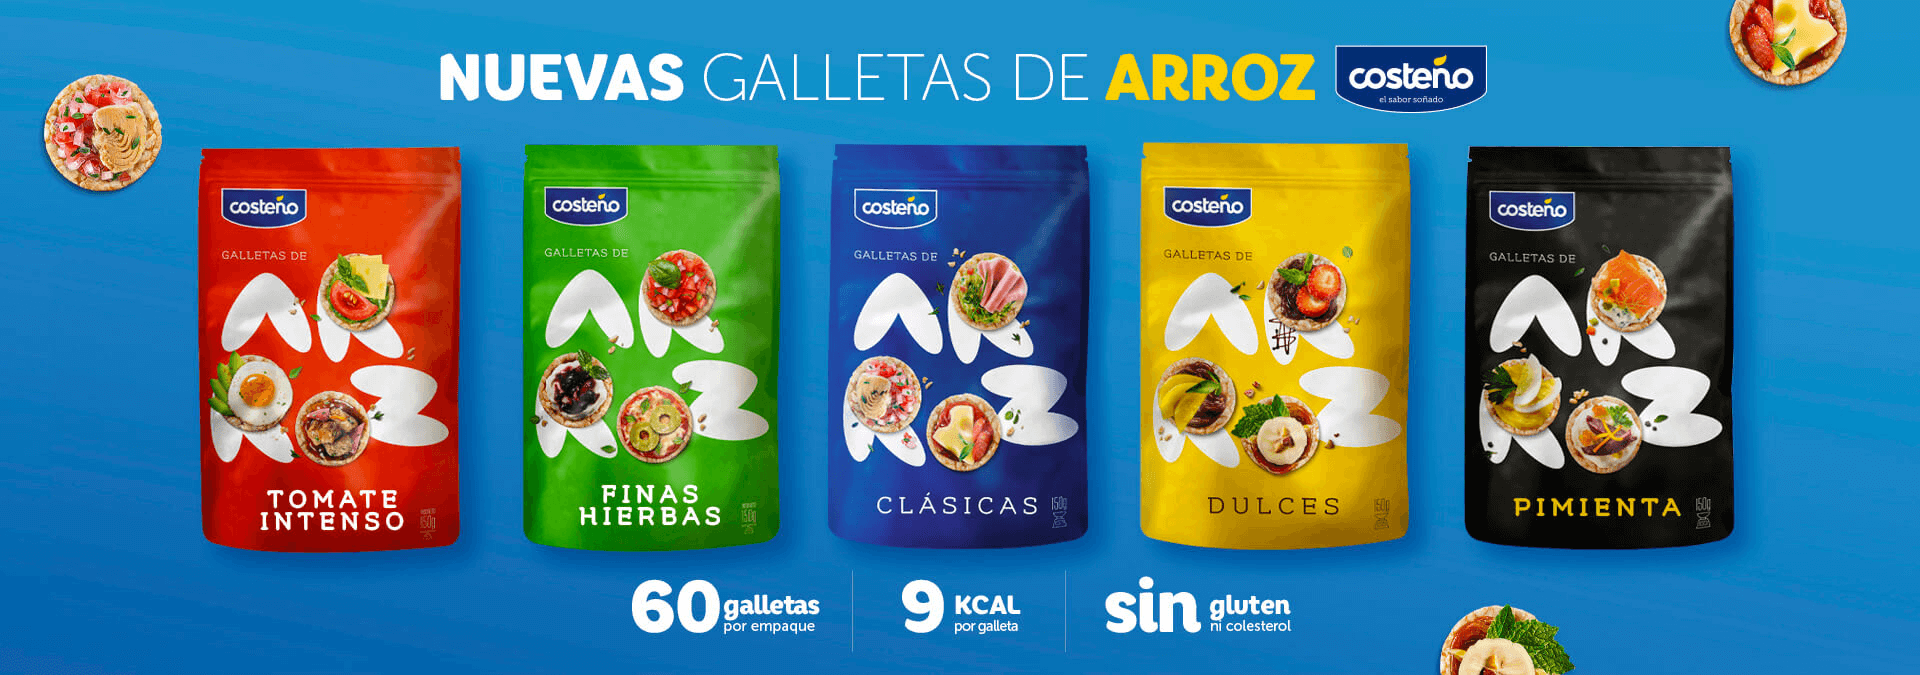 NUEVAS GALLETAS DE ARROZ
costeño
el sabor soñado
costeño
GALLETAS DE
ARROZ
TOMATE
INTENSO
150g
costeño
GALLETAS DE
ARROZ
FINAS
HIERBAS
150g
costeño
GALLETAS DE
ARROZ
CLÁSICAS
150g
costeño
GALLETAS DE
ARROZ
DULCES
150g
costeño
GALLETAS DE
ARROZ
PIMIENTA
150g
60 galletas
por empaque
9 KCAL
por galleta
sin gluten
ni colesterol